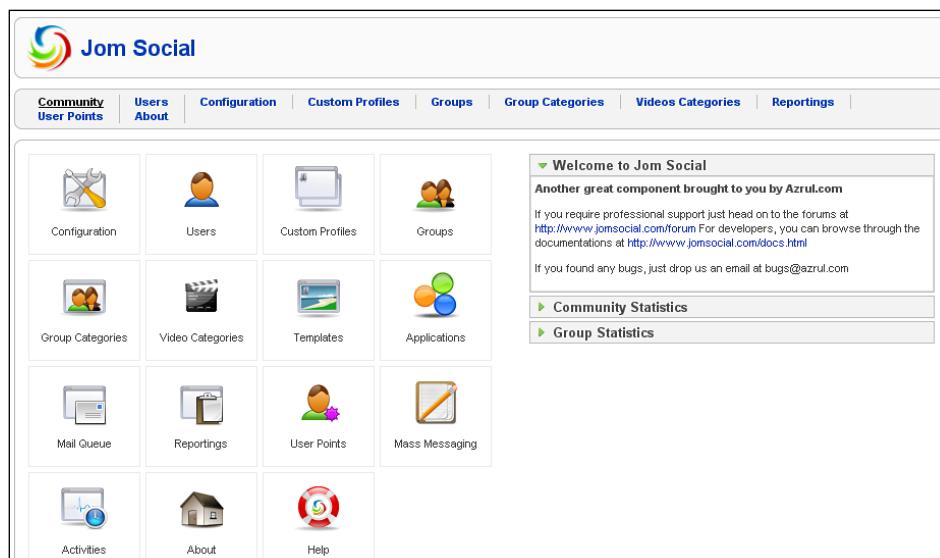 Jom Social
Community Users Configuration Custom Profiles Groups Group Categories Videos Categories Reportings
User Points About
Configuration Users Custom Profiles Groups
Group Categories Video Categories Templates Applications
Mail Queue Reportings User Points Mass Messaging
Activities About Help
Welcome to Jom Social
Another great component brought to you by Azrul.com
If you require professional support just head on to the forums at
http://www.jomsocial.com/forum For developers, you can browse through the
documentations at http://www.jomsocial.com/docs.html
If you found any bugs, just drop us an email at bugs@azrul.com
Community Statistics
Group Statistics